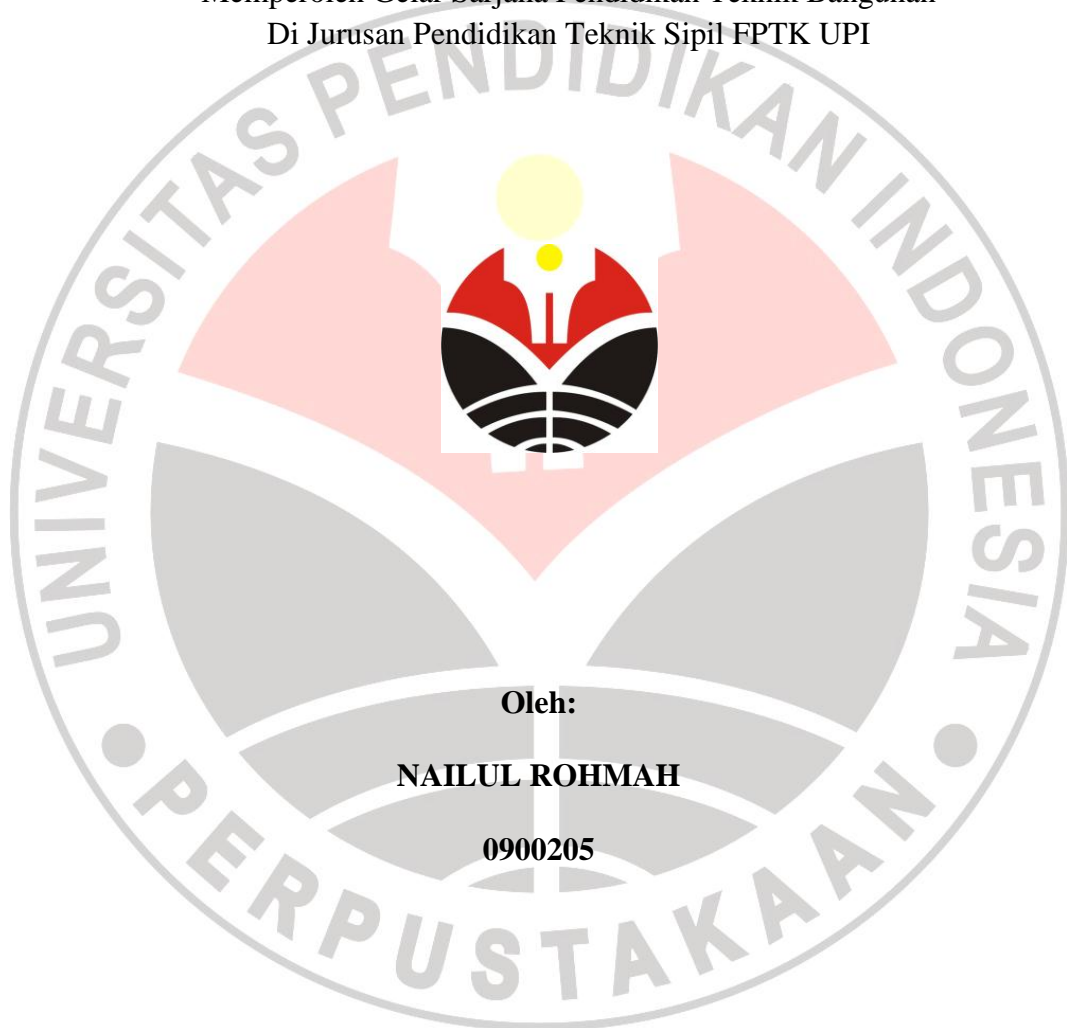 Memperoleh Gelar Sarjana Pendidikan Teknik Bangunan
Di Jurusan Pendidikan Teknik Sipil FPTK UPI
UNIVERSITAS PENDIDIKAN INDONESIA
Oleh:
NAILUL ROHMAH
0900205
PERPUSTAKAAN